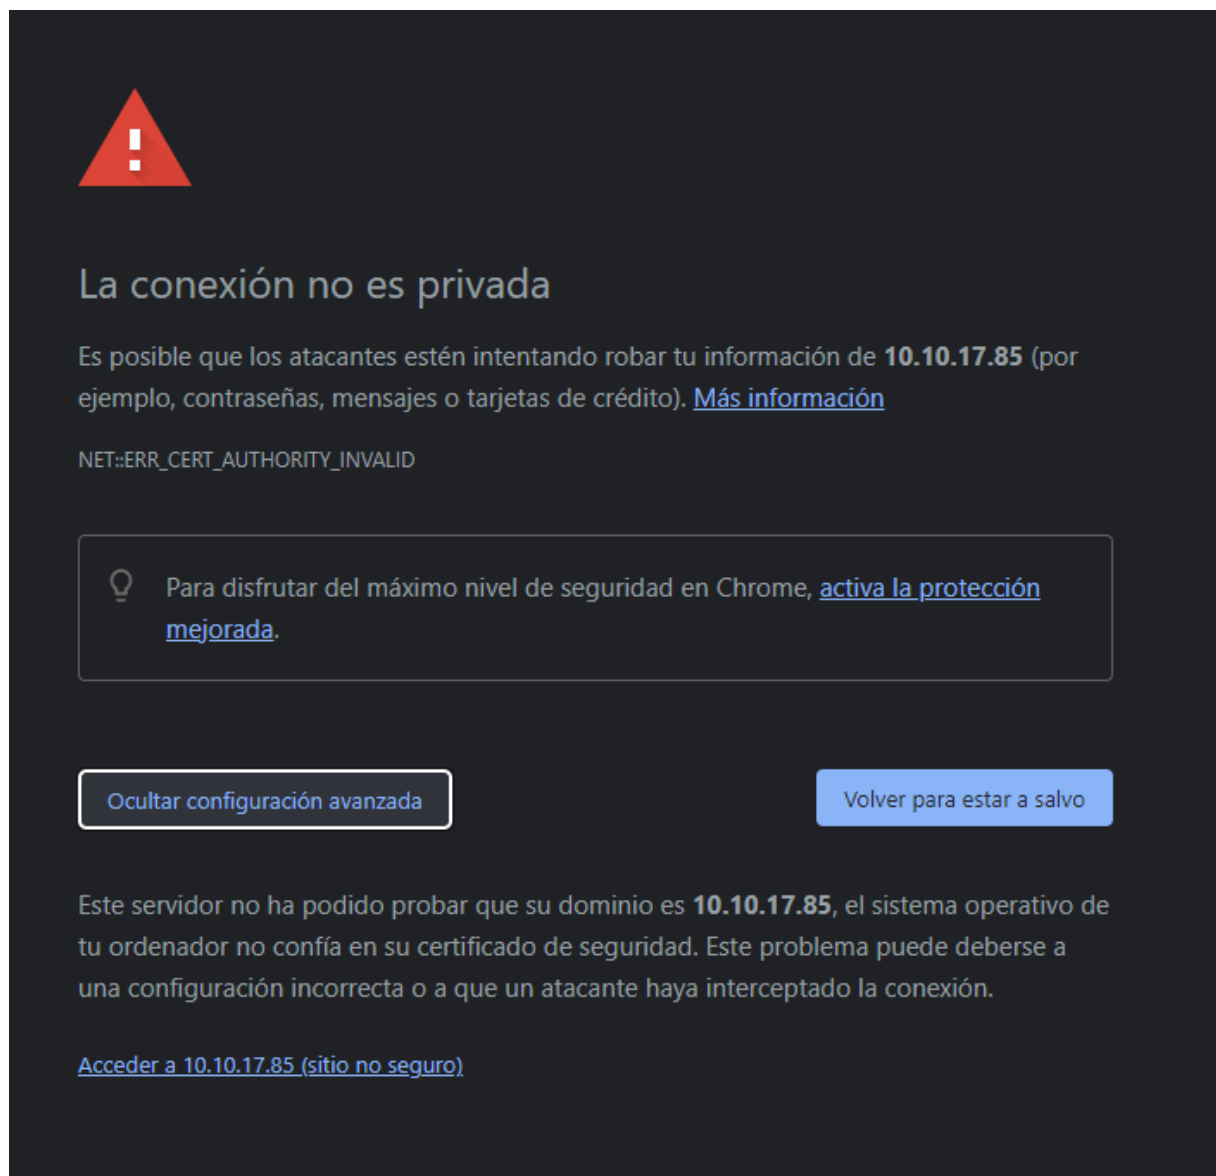 La conexión no es privada
Es posible que los atacantes estén intentando robar tu información de 10.10.17.85 (por
ejemplo, contraseñas, mensajes o tarjetas de crédito). Más información
NET::ERR_CERT_AUTHORITY_INVALID
Para disfrutar del máximo nivel de seguridad en Chrome, activa la protección
mejorada.
Ocultar configuración avanzada
Volver para estar a salvo
Este servidor no ha podido probar que su dominio es 10.10.17.85, el sistema operativo de
tu ordenador no confía en su certificado de seguridad. Este problema puede deberse a
una configuración incorrecta o a que un atacante haya interceptado la conexión.
Acceder a 10.10.17.85 (sitio no seguro)